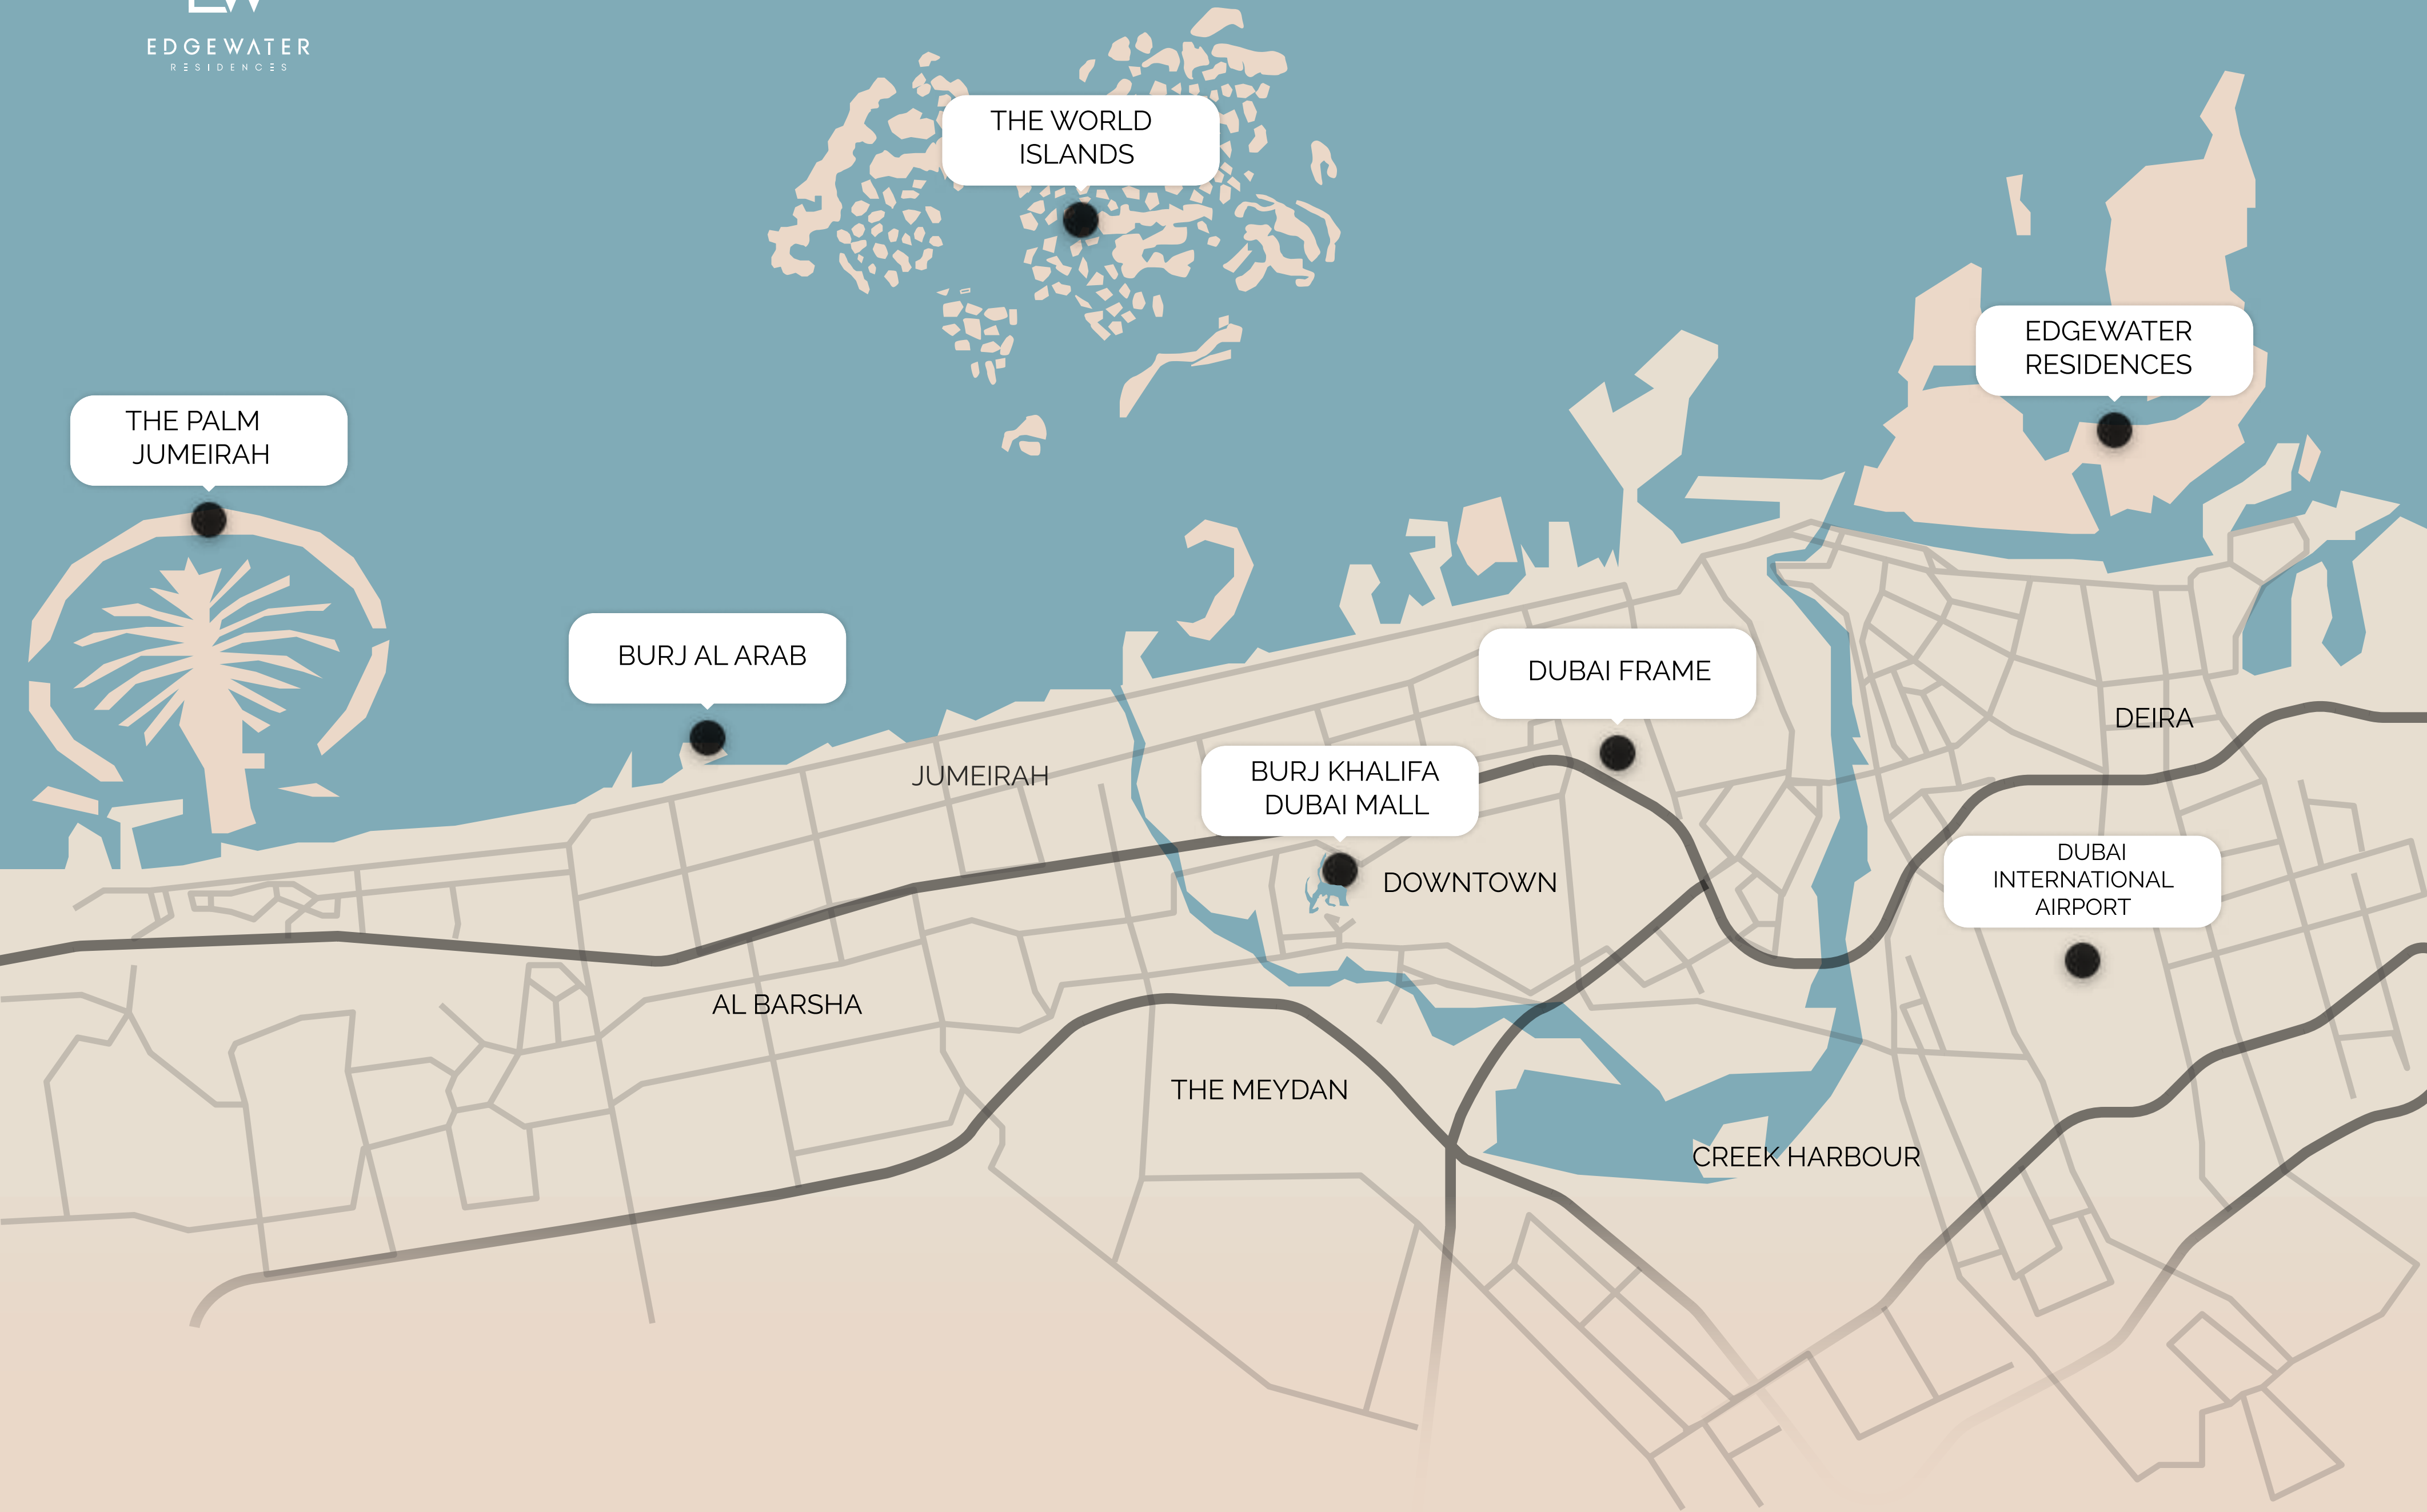 EDGEWATER
RESIDENCES
THE WORLD
ISLANDS
EDGEWATER
RESIDENCES
THE PALM
JUMEIRAH
BURJ AL ARAB
DUBAI FRAME
DEIRA
JUMEIRAH
BURJ KHALIFA
DUBAI MALL
DOWNTOWN
DUBAI
INTERNATIONAL
AIRPORT
AL BARSHA
THE MEYDAN
CREEK HARBOUR